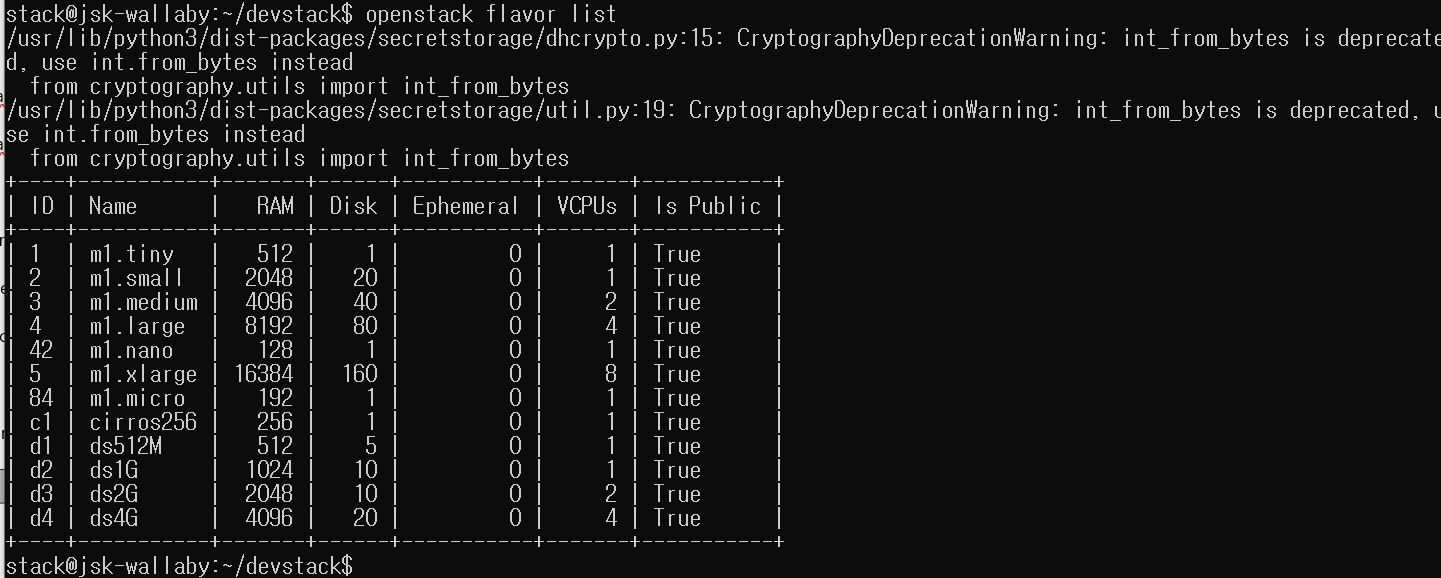 stack@jsk-wallaby:~/devstack$ openstack flavor list
/usr/lib/python3/dist-packages/secretstorage/dhcrypto.py:15: CryptographyDeprecationWarning: int_from_bytes is deprecate
d, use int.from_bytes instead
  from cryptography.utils import int_from_bytes
/usr/lib/python3/dist-packages/secretstorage/util.py:19: CryptographyDeprecationWarning: int_from_bytes is deprecated, u
se int.from_bytes instead
  from cryptography.utils import int_from_bytes
+----+-----------+-------+------+-----------+-------+-----------+
| ID | Name      |   RAM | Disk | Ephemeral | VCPUs | Is Public |
+----+-----------+-------+------+-----------+-------+-----------+
| 1  | m1.tiny   |   512 |    1 |         0 |     1 | True      |
| 2  | m1.small  |  2048 |   20 |         0 |     1 | True      |
| 3  | m1.medium |  4096 |   40 |         0 |     2 | True      |
| 4  | m1.large  |  8192 |   80 |         0 |     4 | True      |
| 42 | m1.nano   |   128 |    1 |         0 |     1 | True      |
| 5  | m1.xlarge | 16384 |  160 |         0 |     8 | True      |
| 84 | m1.micro  |   192 |    1 |         0 |     1 | True      |
| c1 | cirros256 |   256 |    1 |         0 |     1 | True      |
| d1 | ds512M    |   512 |    5 |         0 |     1 | True      |
| d2 | ds1G      |  1024 |   10 |         0 |     1 | True      |
| d3 | ds2G      |  2048 |   10 |         0 |     2 | True      |
| d4 | ds4G      |  4096 |   20 |         0 |     4 | True      |
+----+-----------+-------+------+-----------+-------+-----------+
stack@jsk-wallaby:~/devstack$